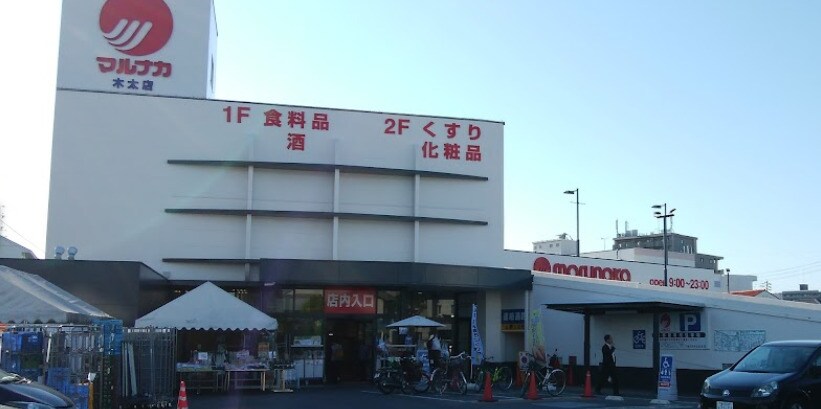 マルナカ
木太店
1F 食料品
酒
2F くすり
化粧品
marunaka
open 9:00~23:00
店内入口
P